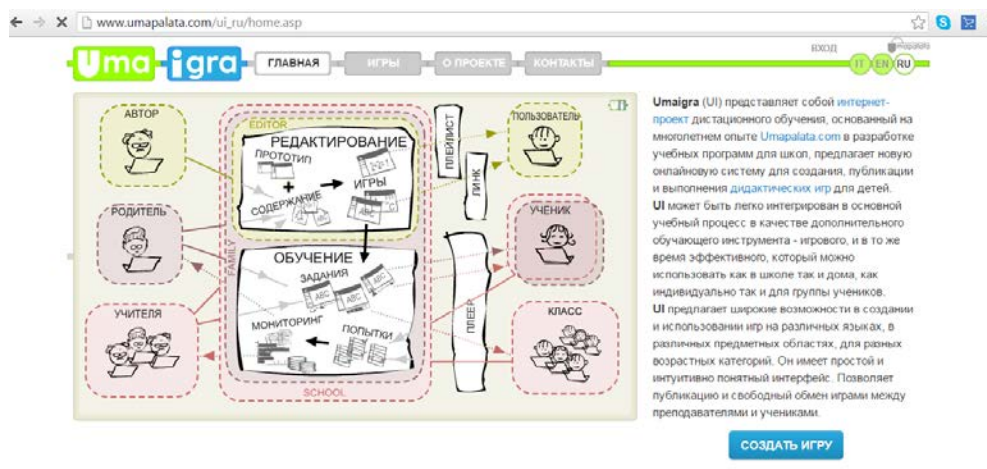 www.umapalata.com/ui_ru/home.asp
Uma igra
ГЛАВНАЯ
ИГРЫ
О ПРОЕКТЕ
КОНТАКТЫ
ВХОД
umapalata
IT EN RU
АВТОР
РОДИТЕЛЬ
УЧИТЕЛЯ
EDITOR
РЕДАКТИРОВАНИЕ
ПРОТОТИП
+
ИГРЫ
СОДЕРЖАНИЕ
ABC
FAMILY
ОБУЧЕНИЕ
ЗАДАНИЯ
ABC ABC ABC
МОНИТОРИНГ
ПОПЫТКИ
SCHOOL
ПЛЕЙЛИСТ
ЛИНК
ПЛЕЕР
ПОЛЬЗОВАТЕЛЬ
УЧЕНИК
КЛАСС
Umaigra (UI) представляет собой интернет-
проект дистационного обучения, основанный на
многолетнем опыте Umapalata.com в разработке
учебных программ для школ, предлагает новую
онлайновую систему для создания, публикации
и выполнения дидактических игр для детей.
UI может быть легко интегрирован в основной
учебный процесс в качестве дополнительного
обучающего инструмента - игрового, и в то же
время эффективного, который можно
использовать как в школе так и дома, как
индивидуально так и для группы учеников.
UI предлагает широкие возможности в создании
и использовании игр на различных языках, в
различных предметных областях, для разных
возрастных категорий. Он имеет простой и
интуитивно понятный интерфейс. Позволяет
публикацию и свободный обмен играми между
преподавателями и учениками.
СОЗДАТЬ ИГРУ